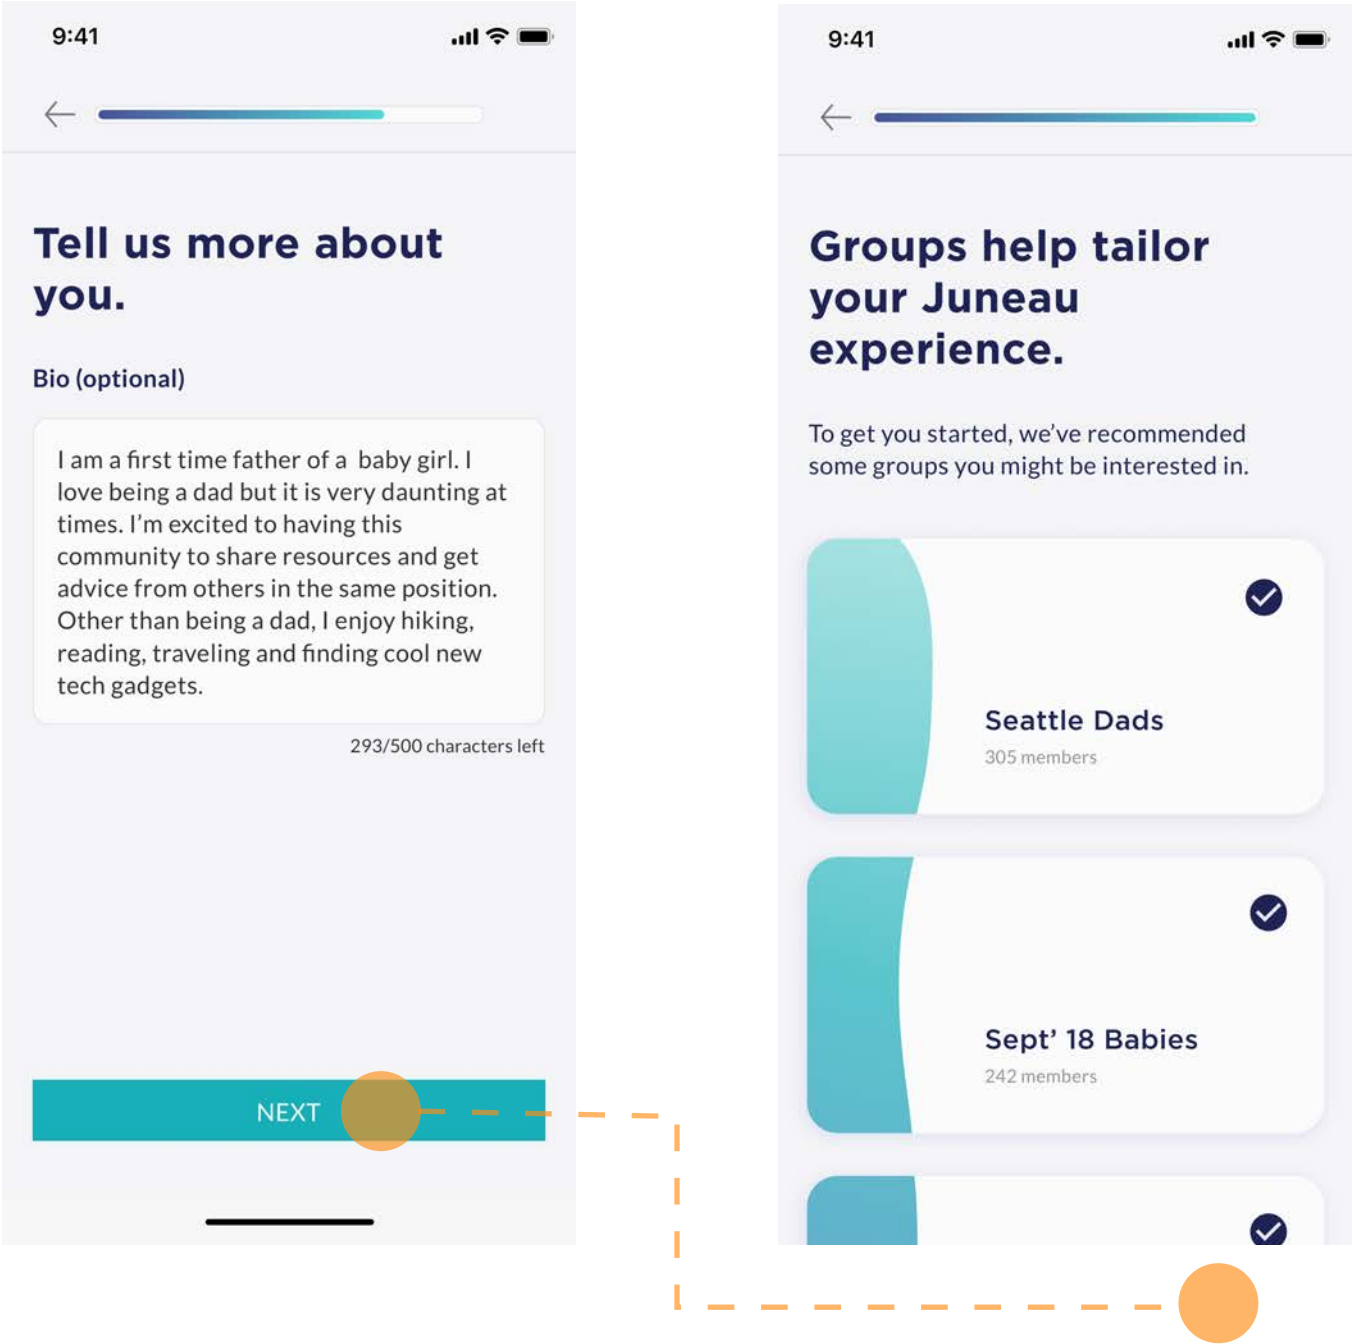 9:41
Tell us more about
you.
Bio (optional)
I am a first time father of a  baby girl. I
love being a dad but it is very daunting at
times. I’m excited to having this
community to share resources and get
advice from others in the same position.
Other than being a dad, I enjoy hiking,
reading, traveling and finding cool new
tech gadgets.
293/500 characters left
NEXT
9:41
Groups help tailor
your Juneau
experience.
To get you started, we’ve recommended
some groups you might be interested in.
Seattle Dads
305 members
Sept’ 18 Babies
242 members